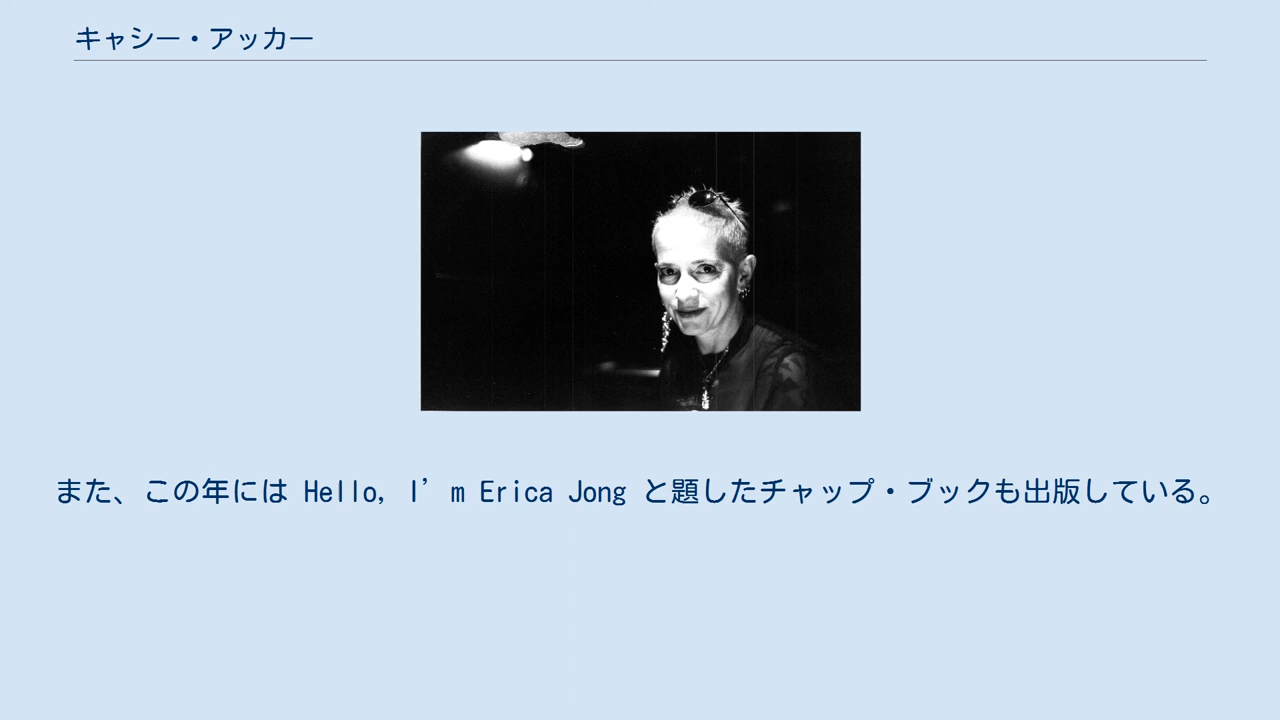 キャシー・アッカー
また、この年には Hello, I’m Erica Jong と題したチャップ・ブックも出版している。